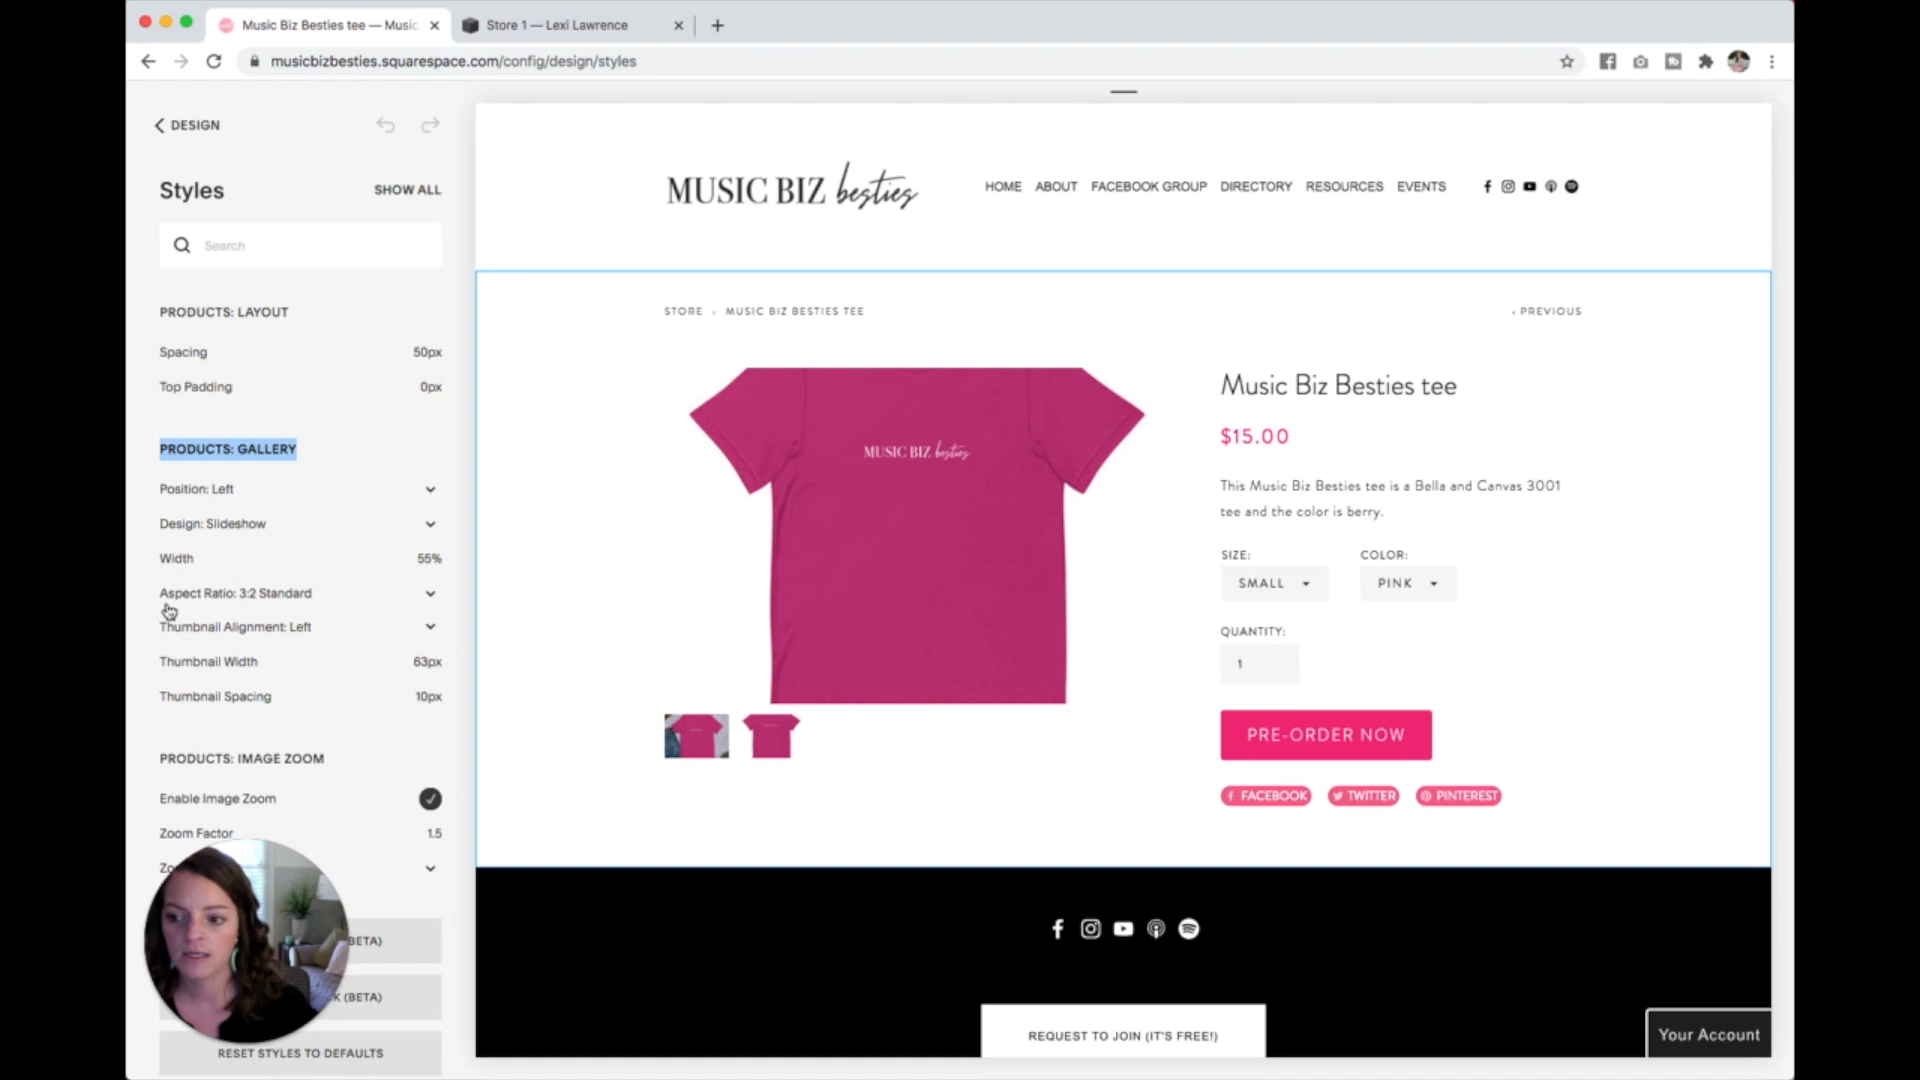 Music Biz Besties tee — Music
Store 1 — Lexi Lawrence
musicbizbesties.squarespace.com/config/design/styles
DESIGN
Styles
SHOW ALL
Search
PRODUCTS: LAYOUT
Spacing 50px
Top Padding 0px
PRODUCTS: GALLERY
Position: Left
Design: Slideshow
Width 55%
Aspect Ratio: 3:2 Standard
Thumbnail Alignment: Left
Thumbnail Width 63px
Thumbnail Spacing 10px
PRODUCTS: IMAGE ZOOM
Enable Image Zoom
Zoom Factor 1.5
BETA)
(BETA)
RESET STYLES TO DEFAULTS
MUSIC BIZ besties
HOME ABOUT FACEBOOK GROUP DIRECTORY RESOURCES EVENTS
STORE › MUSIC BIZ BESTIES TEE
‹ PREVIOUS
MUSIC BIZ besties
Music Biz Besties tee
$15.00
This Music Biz Besties tee is a Bella and Canvas 3001
tee and the color is berry.
SIZE: COLOR:
SMALL PINK
QUANTITY:
1
PRE-ORDER NOW
FACEBOOK TWITTER PINTEREST
REQUEST TO JOIN (IT'S FREE!)
Your Account